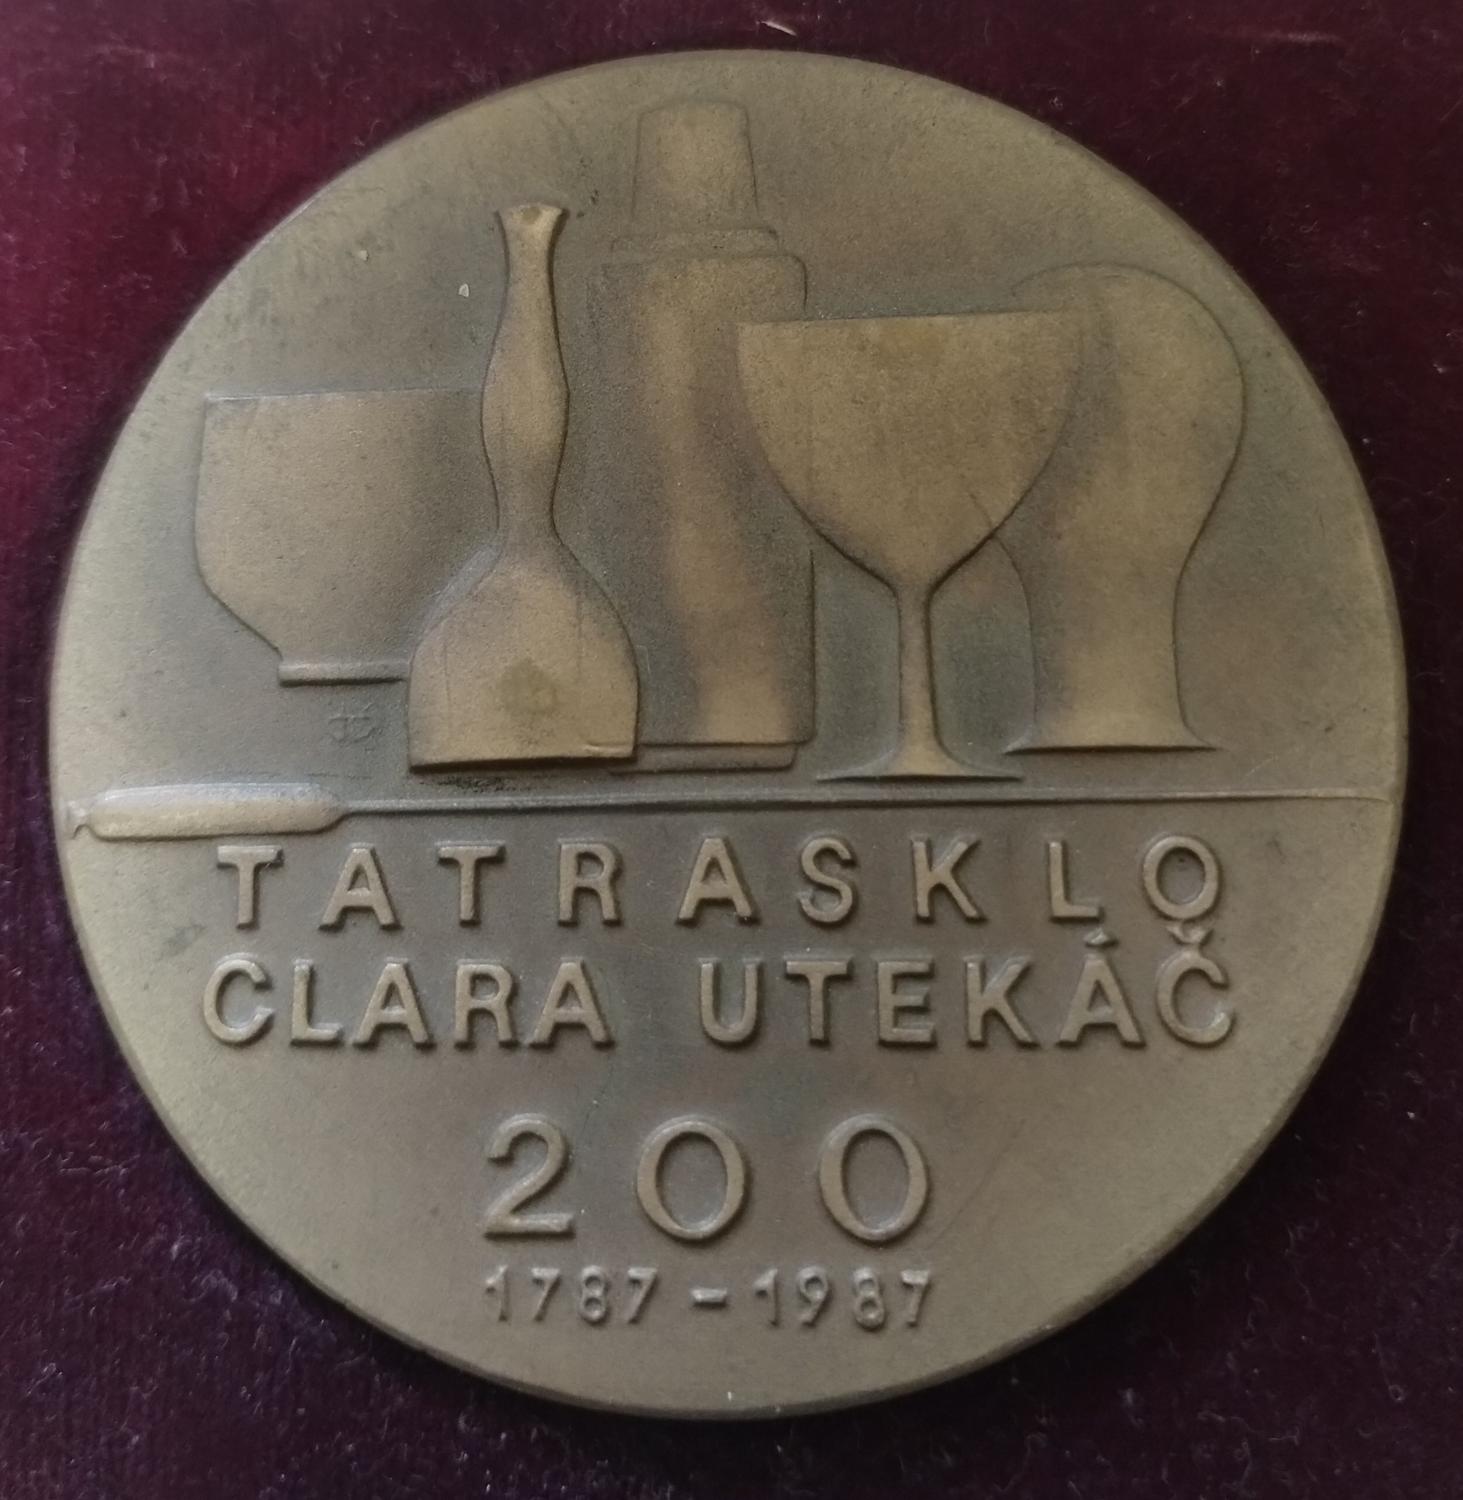 TATRASKLO
CLARA UTEKÁČ
200
1787-1987